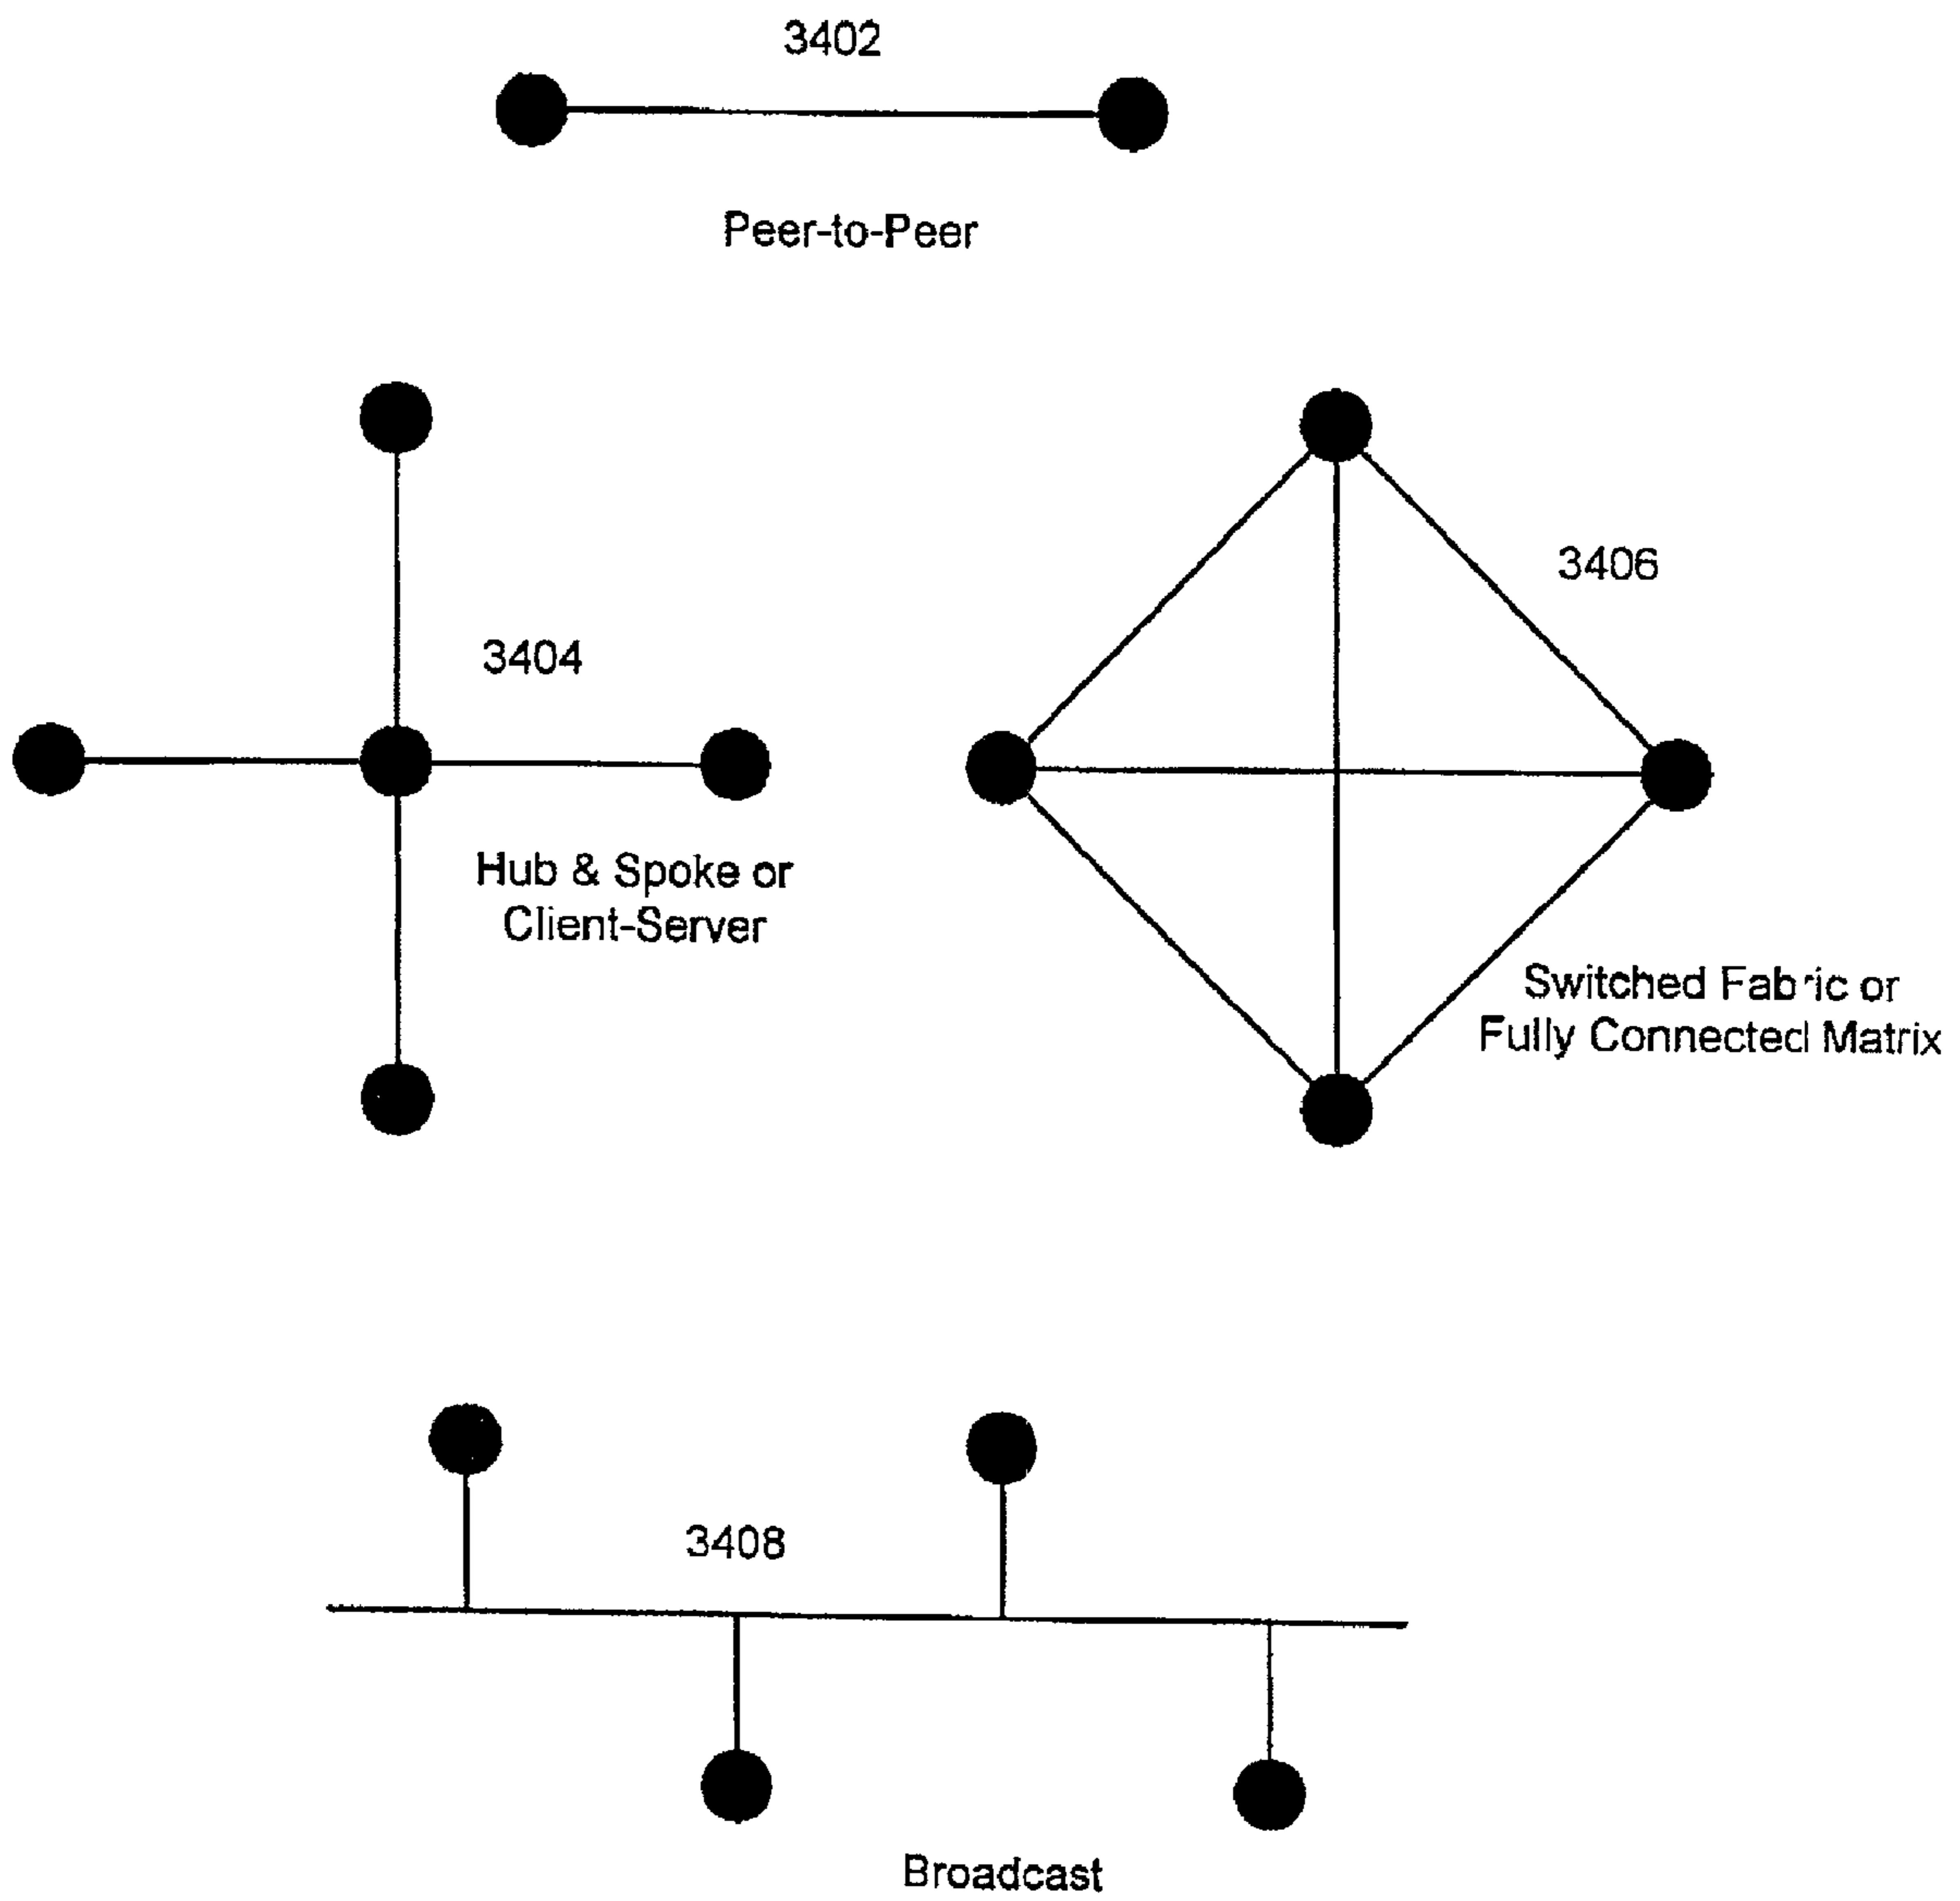 3402
Peer-to-Peer
3406
3404
Hub & Spoke or
Client-Server
Switched Fabric or
Fully Connected Matrix
3408
Broadcast